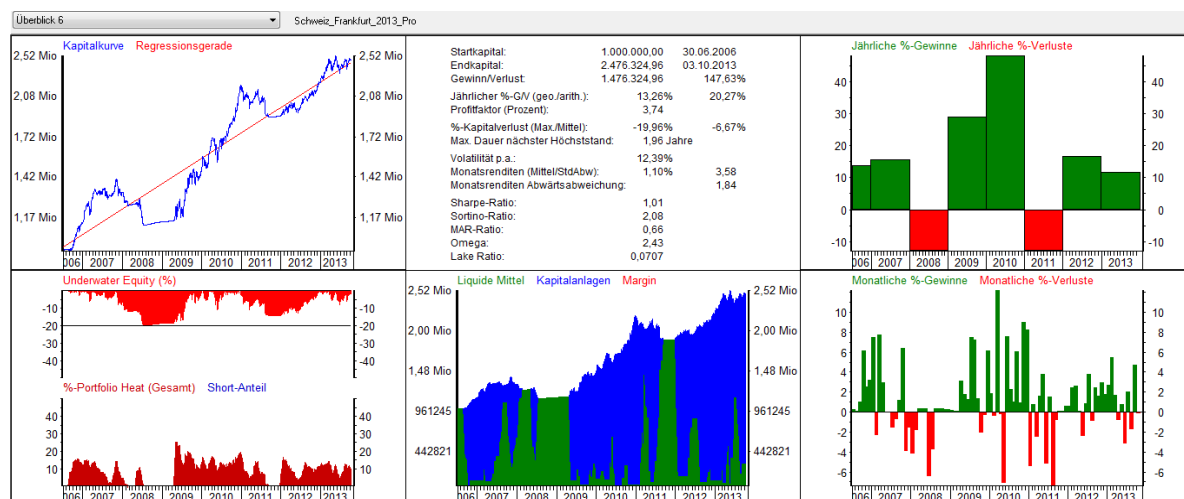 Überblick 6 Schweiz_Frankfurt_2013_Pro
Kapitalkurve Regressionsgerade
2,52 Mio 2,52 Mio
2,08 Mio 2,08 Mio
1,72 Mio 1,72 Mio
1,42 Mio 1,42 Mio
1,17 Mio 1,17 Mio
006 2007 2008 2009 2010 2011 2012 2013
Startkapital: 1.000.000,00 30.06.2006
Endkapital: 2.476.324,96 03.10.2013
Gewinn/Verlust: 1.476.324,96 147,63%
Jährlicher %-G/V (geo./arith.): 13,26% 20,27%
Profitfaktor (Prozent): 3,74
%-Kapitalverlust (Max./Mittel): -19,96% -6,67%
Max. Dauer nächster Höchststand: 1,96 Jahre
Volatilität p.a.: 12,39%
Monatsrenditen (Mittel/StdAbw): 1,10% 3,58
Monatsrenditen Abwärtsabweichung: 1,84
Sharpe-Ratio: 1,01
Sortino-Ratio: 2,08
MAR-Ratio: 0,66
Omega: 2,43
Lake Ratio: 0,0707
Jährliche %-Gewinne Jährliche %-Verluste
40 40
30 30
20 20
10 10
0 0
-10 -10
06 2007 2008 2009 2010 2011 2012 2013
Underwater Equity (%)
-10 -10
-20 -20
-30 -30
-40 -40
%-Portfolio Heat (Gesamt) Short-Anteil
40 40
30 30
20 20
10 10
006 2007 2008 2009 2010 2011 2012 2013
Liquide Mittel Kapitalanlagen Margin
2,52 Mio 2,52 Mio
2,00 Mio 2,00 Mio
1,48 Mio 1,48 Mio
961245 961245
442821 442821
06 2007 2008 2009 2010 2011 2012 2013
Monatliche %-Gewinne Monatliche %-Verluste
10 10
8 8
6 6
4 4
2 2
0 0
-2 -2
-4 -4
-6 -6
06 2007 2008 2009 2010 2011 2012 2013